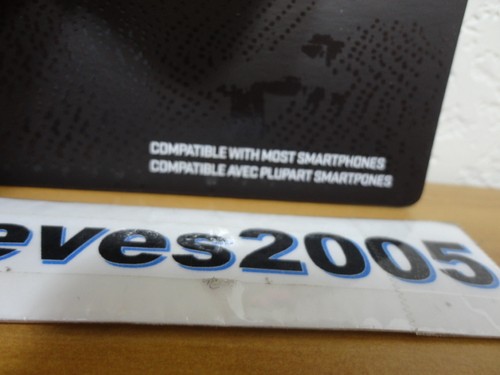 COMPATIBLE WITH MOST SMARTPHONES
COMPATIBLE AVEC PLUPART SMARTPONES
eves2005